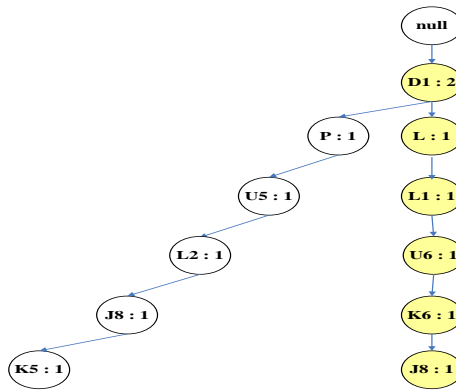 null
D1 : 2
P : 1
L : 1
U5 : 1
L1 : 1
L2 : 1
U6 : 1
J8 : 1
K6 : 1
K5 : 1
J8 : 1